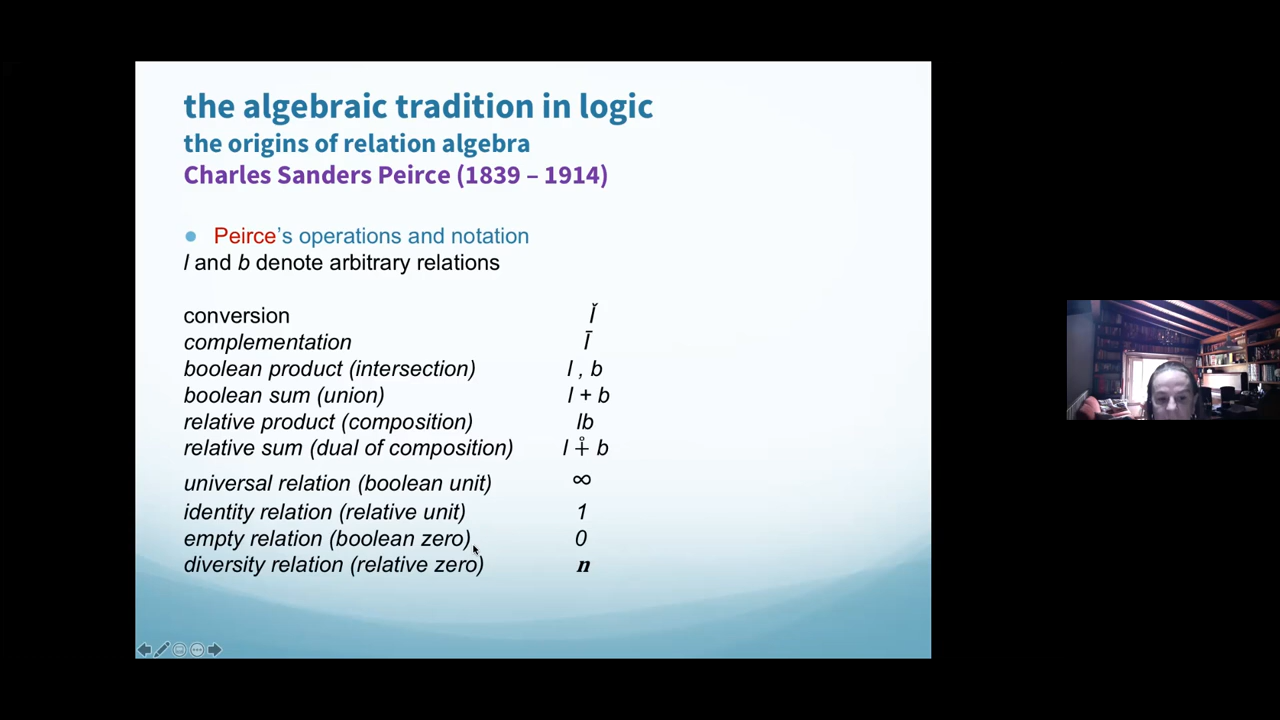 the algebraic tradition in logic
the origins of relation algebra
Charles Sanders Peirce (1839 – 1914)
● Peirce's operations and notation
l and b denote arbitrary relations
conversion l̆
complementation l̄
boolean product (intersection) l , b
boolean sum (union) l + b
relative product (composition) lb
relative sum (dual of composition) l +̊ b
universal relation (boolean unit) ∞
identity relation (relative unit) 1
empty relation (boolean zero) 0
diversity relation (relative zero) n